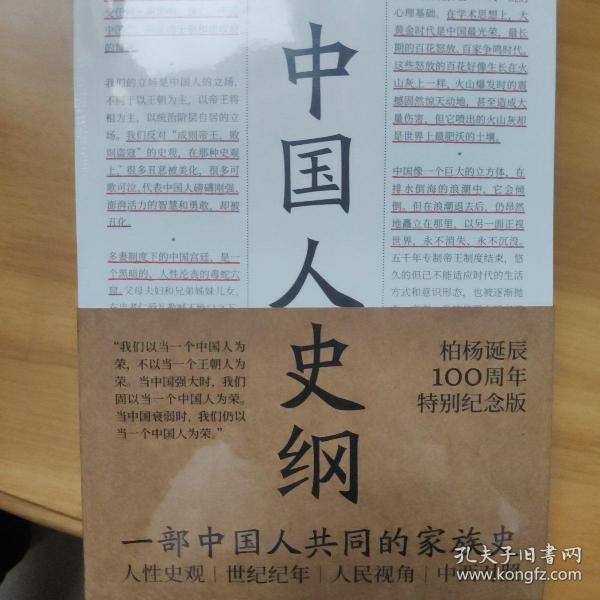 我们的立场是中国人的立场，
不同于以王朝为主，以帝王将
相为主，以统治阶层自居的立
场。我们反对“成则帝王，败
则盗寇”的史观，在那种史观
上，很多丑恶被美化，很多可
歌可泣、代表中国人磅礴刚强、
澎湃活力的智慧和勇敢，却被
丑化。
多妻制度下的中国宫廷，是一
个黑暗的、人性沦丧的毒蛇穴
窟。父母夫妇和兄弟姊妹儿女，
中国人史纲
心理基础。在学术思想上，大
黄金时代是中国最光荣、最长
期的百花怒放、百家争鸣时代。
这些怒放的百花好像生长在火
山灰上一样，火山爆发时的震
撼固然惊天动地，甚至造成大
量伤害，但它喷出的火山灰却
是世界上最肥沃的土壤。
中国像一个巨大的立方体，在
排水倒海的浪潮中，它会倾
倒，但在浪潮退去后，仍昂然
地矗立在那里，以另一面正视
世界，永不消失、永不沉没。
五千年专制帝王制度结束，悠
久的但已不能适应时代的生活
方式和意识形态，也被逐渐抛
“我们以当一个中国人为
荣，不以当一个王朝人为
荣。当中国强大时，我们
固以当一个中国人为荣。
当中国衰弱时，我们仍以
当一个中国人为荣。”
柏杨诞辰
100周年
特别纪念版
一部中国人共同的家族史
人性史观|世纪纪年|人民视角|中
孔夫子旧书网
www.kongfz.com